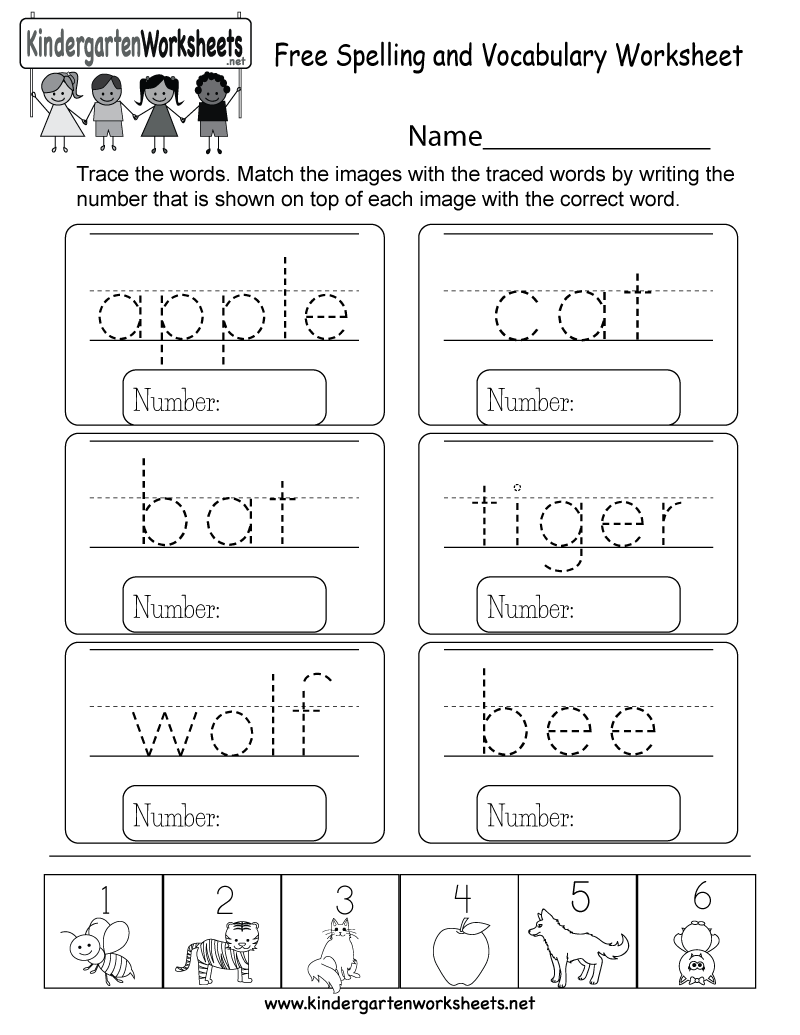 KindergartenWorksheets
.net
Free Spelling and Vocabulary Worksheet
Name_______________
Trace the words. Match the images with the traced words by writing the
number that is shown on top of each image with the correct word.
apple
Number:
cat
Number:
bat
Number:
tiger
Number:
wolf
Number:
bee
Number:
1 2 3 4 5 6
www.kindergartenworksheets.net